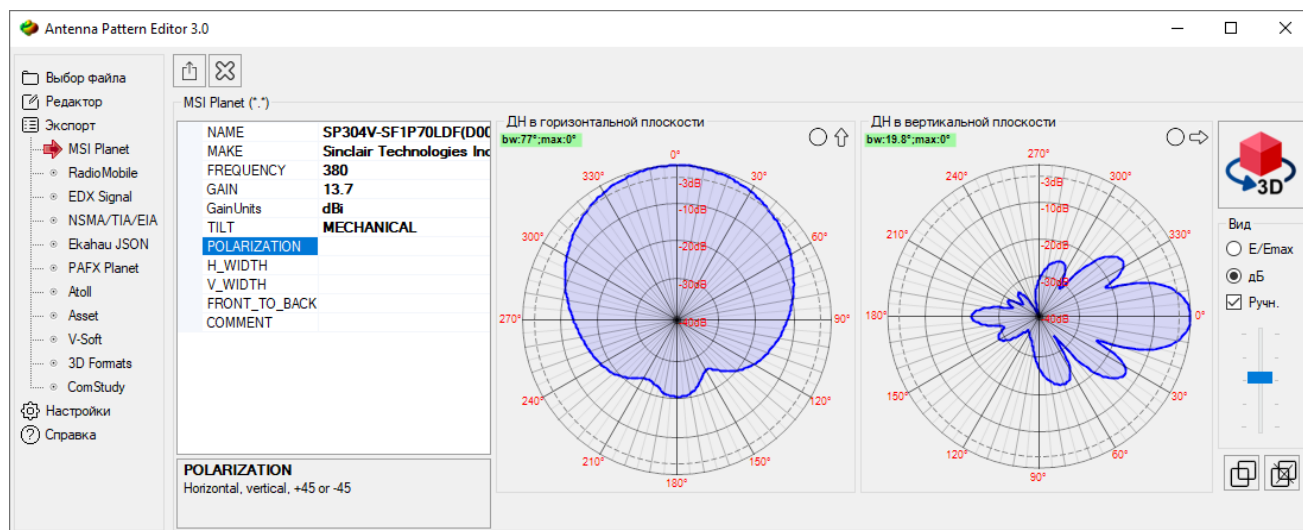 Antenna Pattern Editor 3.0
Выбор файла
Редактор
Экспорт
MSI Planet
RadioMobile
EDX Signal
NSMA/TIA/EIA
Ekahau JSON
PAFX Planet
Atoll
Asset
V-Soft
3D Formats
ComStudy
Настройки
Справка
MSI Planet (*.*)
NAME SP304V-SF1P70LDF(D00
MAKE Sinclair Technologies Inc
FREQUENCY 380
GAIN 13.7
GainUnits dBi
TILT MECHANICAL
POLARIZATION
H_WIDTH
V_WIDTH
FRONT_TO_BACK
COMMENT
POLARIZATION
Horizontal, vertical, +45 or -45
ДН в горизонтальной плоскости
bw:77°;max:0°
0°
330° -3dB 30°
-10dB
300° -20dB 60°
-30dB
270° -40dB 90°
240° 120°
210° 150°
180°
ДН в вертикальной плоскости
bw:19.8°;max:0°
270°
240° -3dB 300°
-10dB
210° -20dB 330°
-30dB
180° -40dB 0°
150° 30°
120° 60°
90°
3D
Вид
E/Emax
дБ
Ручн.